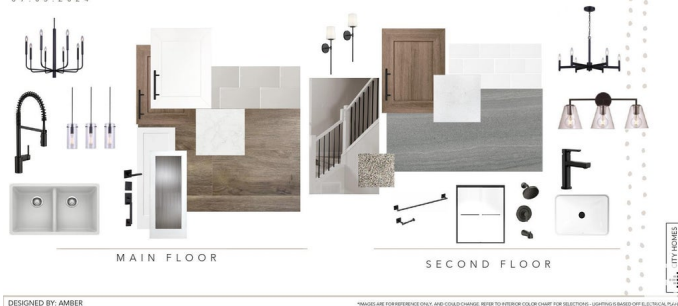 MAIN FLOOR
SECOND FLOOR
CITY HOMES
DESIGNED BY: AMBER
*IMAGES ARE FOR REFERENCE ONLY, AND COULD CHANGE. REFER TO INTERIOR COLOR CHART FOR SELECTIONS - LIGHTING IS BASED OFF ELECTRICAL PLAN